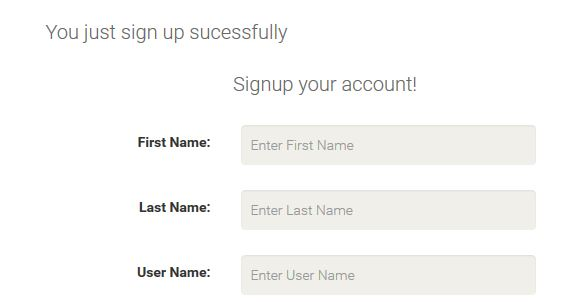 You just sign up sucessfully
Signup your account!
First Name: Enter First Name
Last Name: Enter Last Name
User Name: Enter User Name